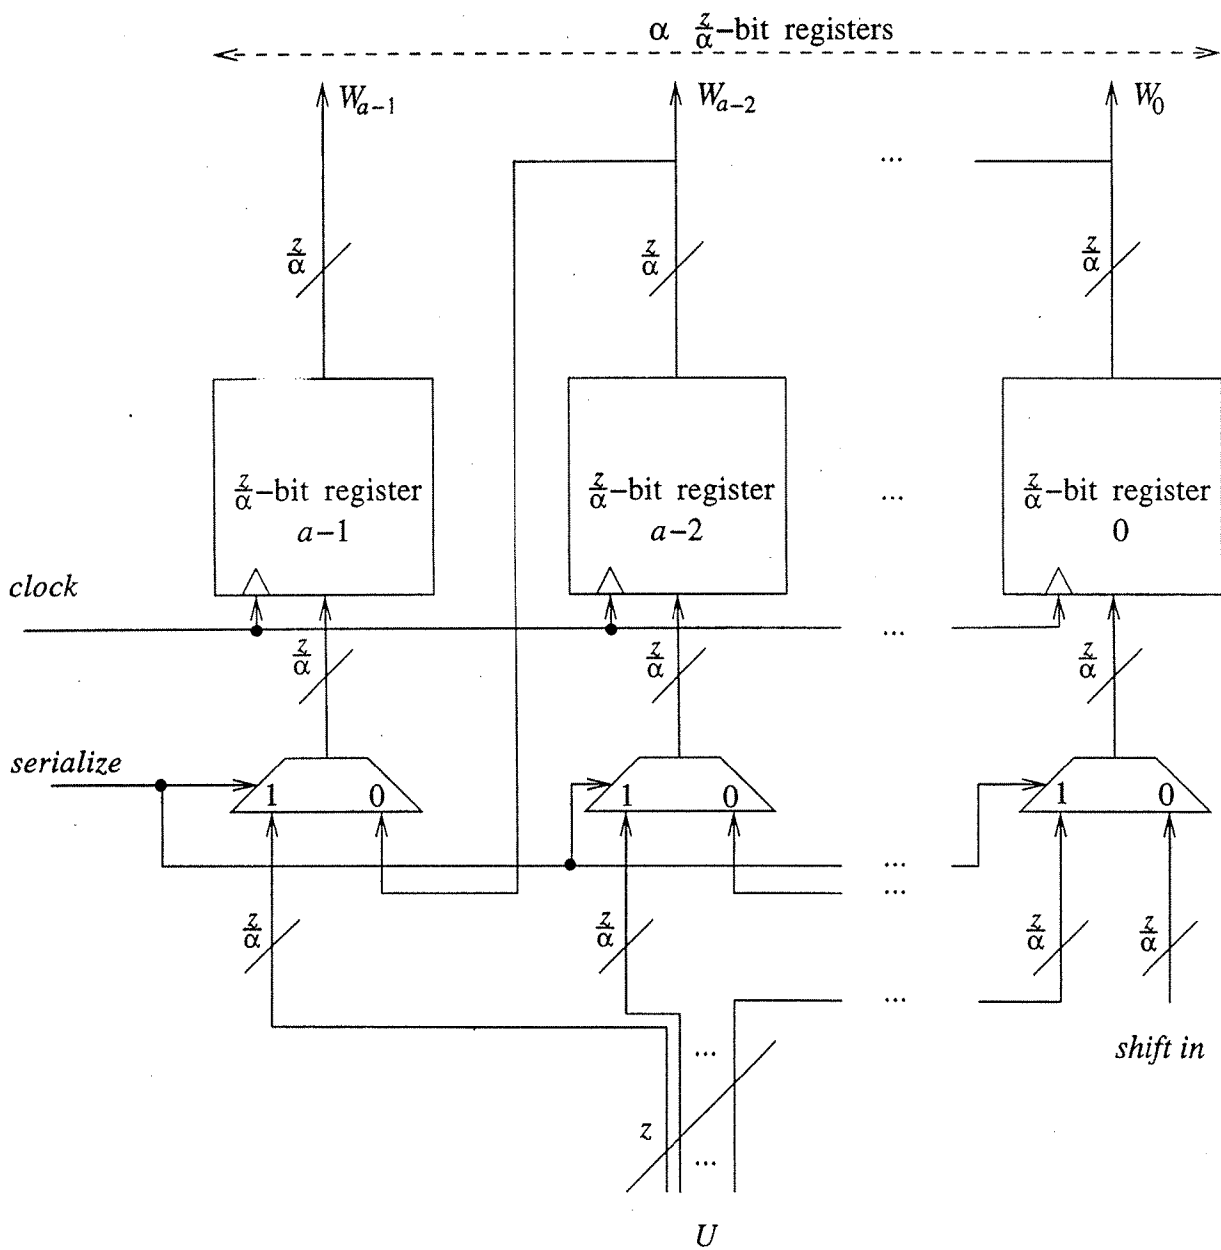 α z/α-bit registers
W_{a-1} W_{a-2} W_0
... 
z/α z/α z/α
z/α-bit register z/α-bit register ... z/α-bit register
a-1 a-2 0
clock
...
z/α z/α z/α
serialize
1 0 1 0 1 0
...
...
z/α z/α z/α z/α
...
shift in
...
z
...
U